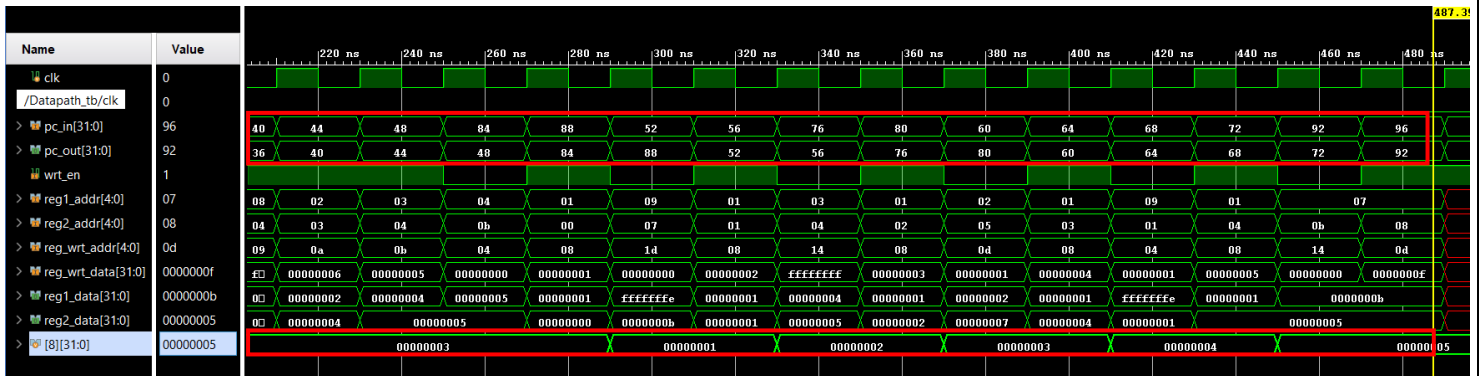 487.39
Name Value
220 ns 240 ns 260 ns 280 ns 300 ns 320 ns 340 ns 360 ns 380 ns 400 ns 420 ns 440 ns 460 ns 480 ns
clk 0
/Datapath_tb/clk 0
pc_in[31:0] 96 40 44 48 84 88 52 56 76 80 60 64 68 72 92 96
pc_out[31:0] 92 36 40 44 48 84 88 52 56 76 80 60 64 68 72 92
wrt_en 1
reg1_addr[4:0] 07 08 02 03 04 01 09 01 03 01 02 01 09 01 07
reg2_addr[4:0] 08 04 03 04 0b 00 07 01 04 02 05 03 01 04 0b 08
reg_wrt_addr[4:0] 0d 09 0a 0b 04 08 1d 08 14 08 0d 08 04 08 14 0d
reg_wrt_data[31:0] 0000000f f 00000006 00000005 00000000 00000001 00000000 00000002 ffffffff 00000003 00000001 00000004 00000001 00000005 00000000 0000000f
reg1_data[31:0] 0000000b 0 00000002 00000004 00000005 00000001 fffffffe 00000001 00000004 00000001 00000002 00000001 fffffffe 00000001 0000000b
reg2_data[31:0] 00000005 0 00000004 00000005 00000000 0000000b 00000001 00000005 00000002 00000007 00000004 00000001 00000005
[8][31:0] 00000005 00000003 00000001 00000002 00000003 00000004 00000005